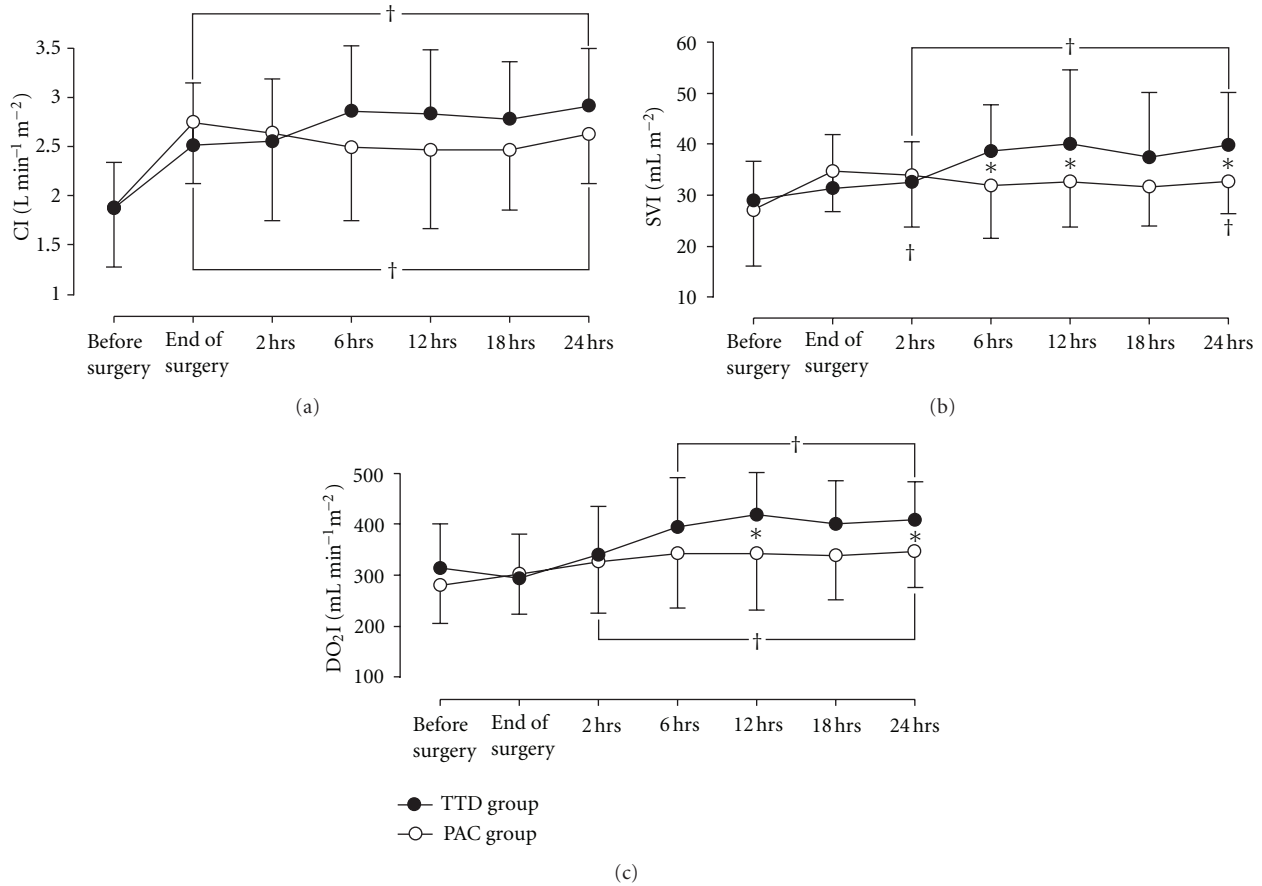 †
3.5
3
2.5
2
1.5
1
CI (L min⁻¹ m⁻²)
†
Before surgery
End of surgery
2 hrs
6 hrs
12 hrs
18 hrs
24 hrs
(a)
†
60
50
40
30
20
10
SVI (mL m⁻²)
* * *
† †
Before surgery
End of surgery
2 hrs
6 hrs
12 hrs
18 hrs
24 hrs
(b)
†
500
400
300
200
100
DO₂I (mL min⁻¹ m⁻²)
* *
†
Before surgery
End of surgery
2 hrs
6 hrs
12 hrs
18 hrs
24 hrs
TTD group
PAC group
(c)